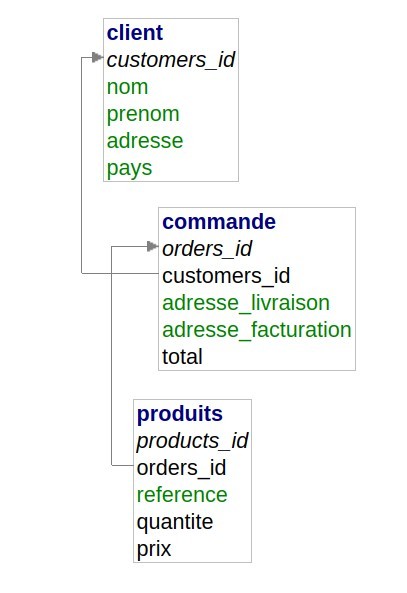 client
customers_id
nom
prenom
adresse
pays
commande
orders_id
customers_id
adresse_livraison
adresse_facturation
total
produits
products_id
orders_id
reference
quantite
prix